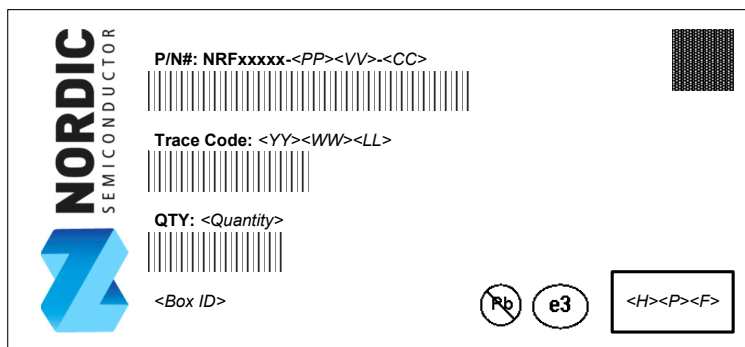 NORDIC
SEMICONDUCTOR
P/N#: NRFxxxxx-<PP><VV>-<CC>
Trace Code: <YY><WW><LL>
QTY: <Quantity>
<Box ID>
Pb
e3
<H><P><F>